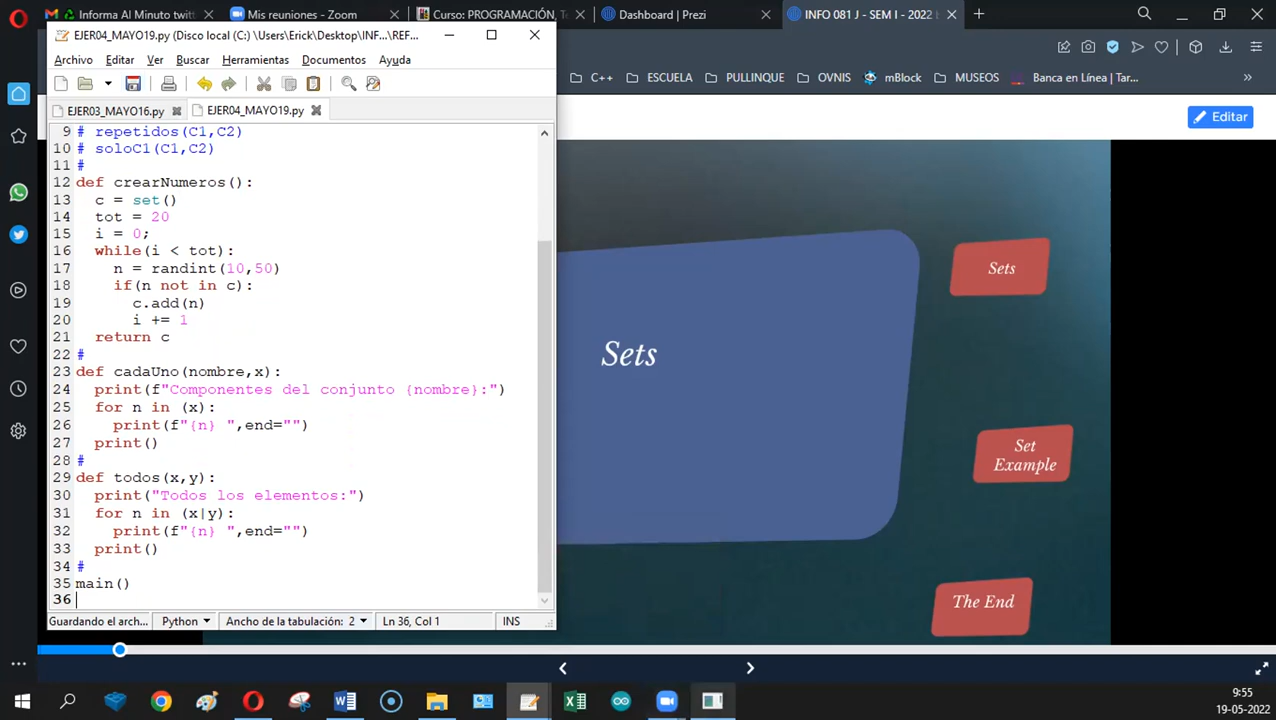 Informa Al Minuto twitt
Mis reuniones - Zoom
Curso: PROGRAMACIÓN, T
Dashboard | Prezi
INFO 081 J - SEM I - 2022 E
EJER04_MAYO19.py (Disco local (C:) \Users\Erick\Desktop\INF...\REF...
Archivo Editar Ver Buscar Herramientas Documentos Ayuda
C++ ESCUELA PULLINQUE OVNIS mBlock MUSEOS Banca en Línea | Tar... »
EJER03_MAYO16.py
EJER04_MAYO19.py
Editar
9 # repetidos(C1,C2)
10 # soloC1(C1,C2)
11 #
12 def crearNumeros():
13 c = set()
14 tot = 20
15 i = 0;
16 while(i < tot):
17 n = randint(10,50)
18 if(n not in c):
19 c.add(n)
20 i += 1
21 return c
22 #
23 def cadaUno(nombre,x):
24 print(f"Componentes del conjunto {nombre}:")
25 for n in (x):
26 print(f"{n} ",end="")
27 print()
28 #
29 def todos(x,y):
30 print("Todos los elementos:")
31 for n in (x|y):
32 print(f"{n} ",end="")
33 print()
34 #
35 main()
36
Guardando el arch... Python Ancho de la tabulación: 2 Ln 36, Col 1 INS
Sets
Sets
Set
Example
The End
9:55
19-05-2022